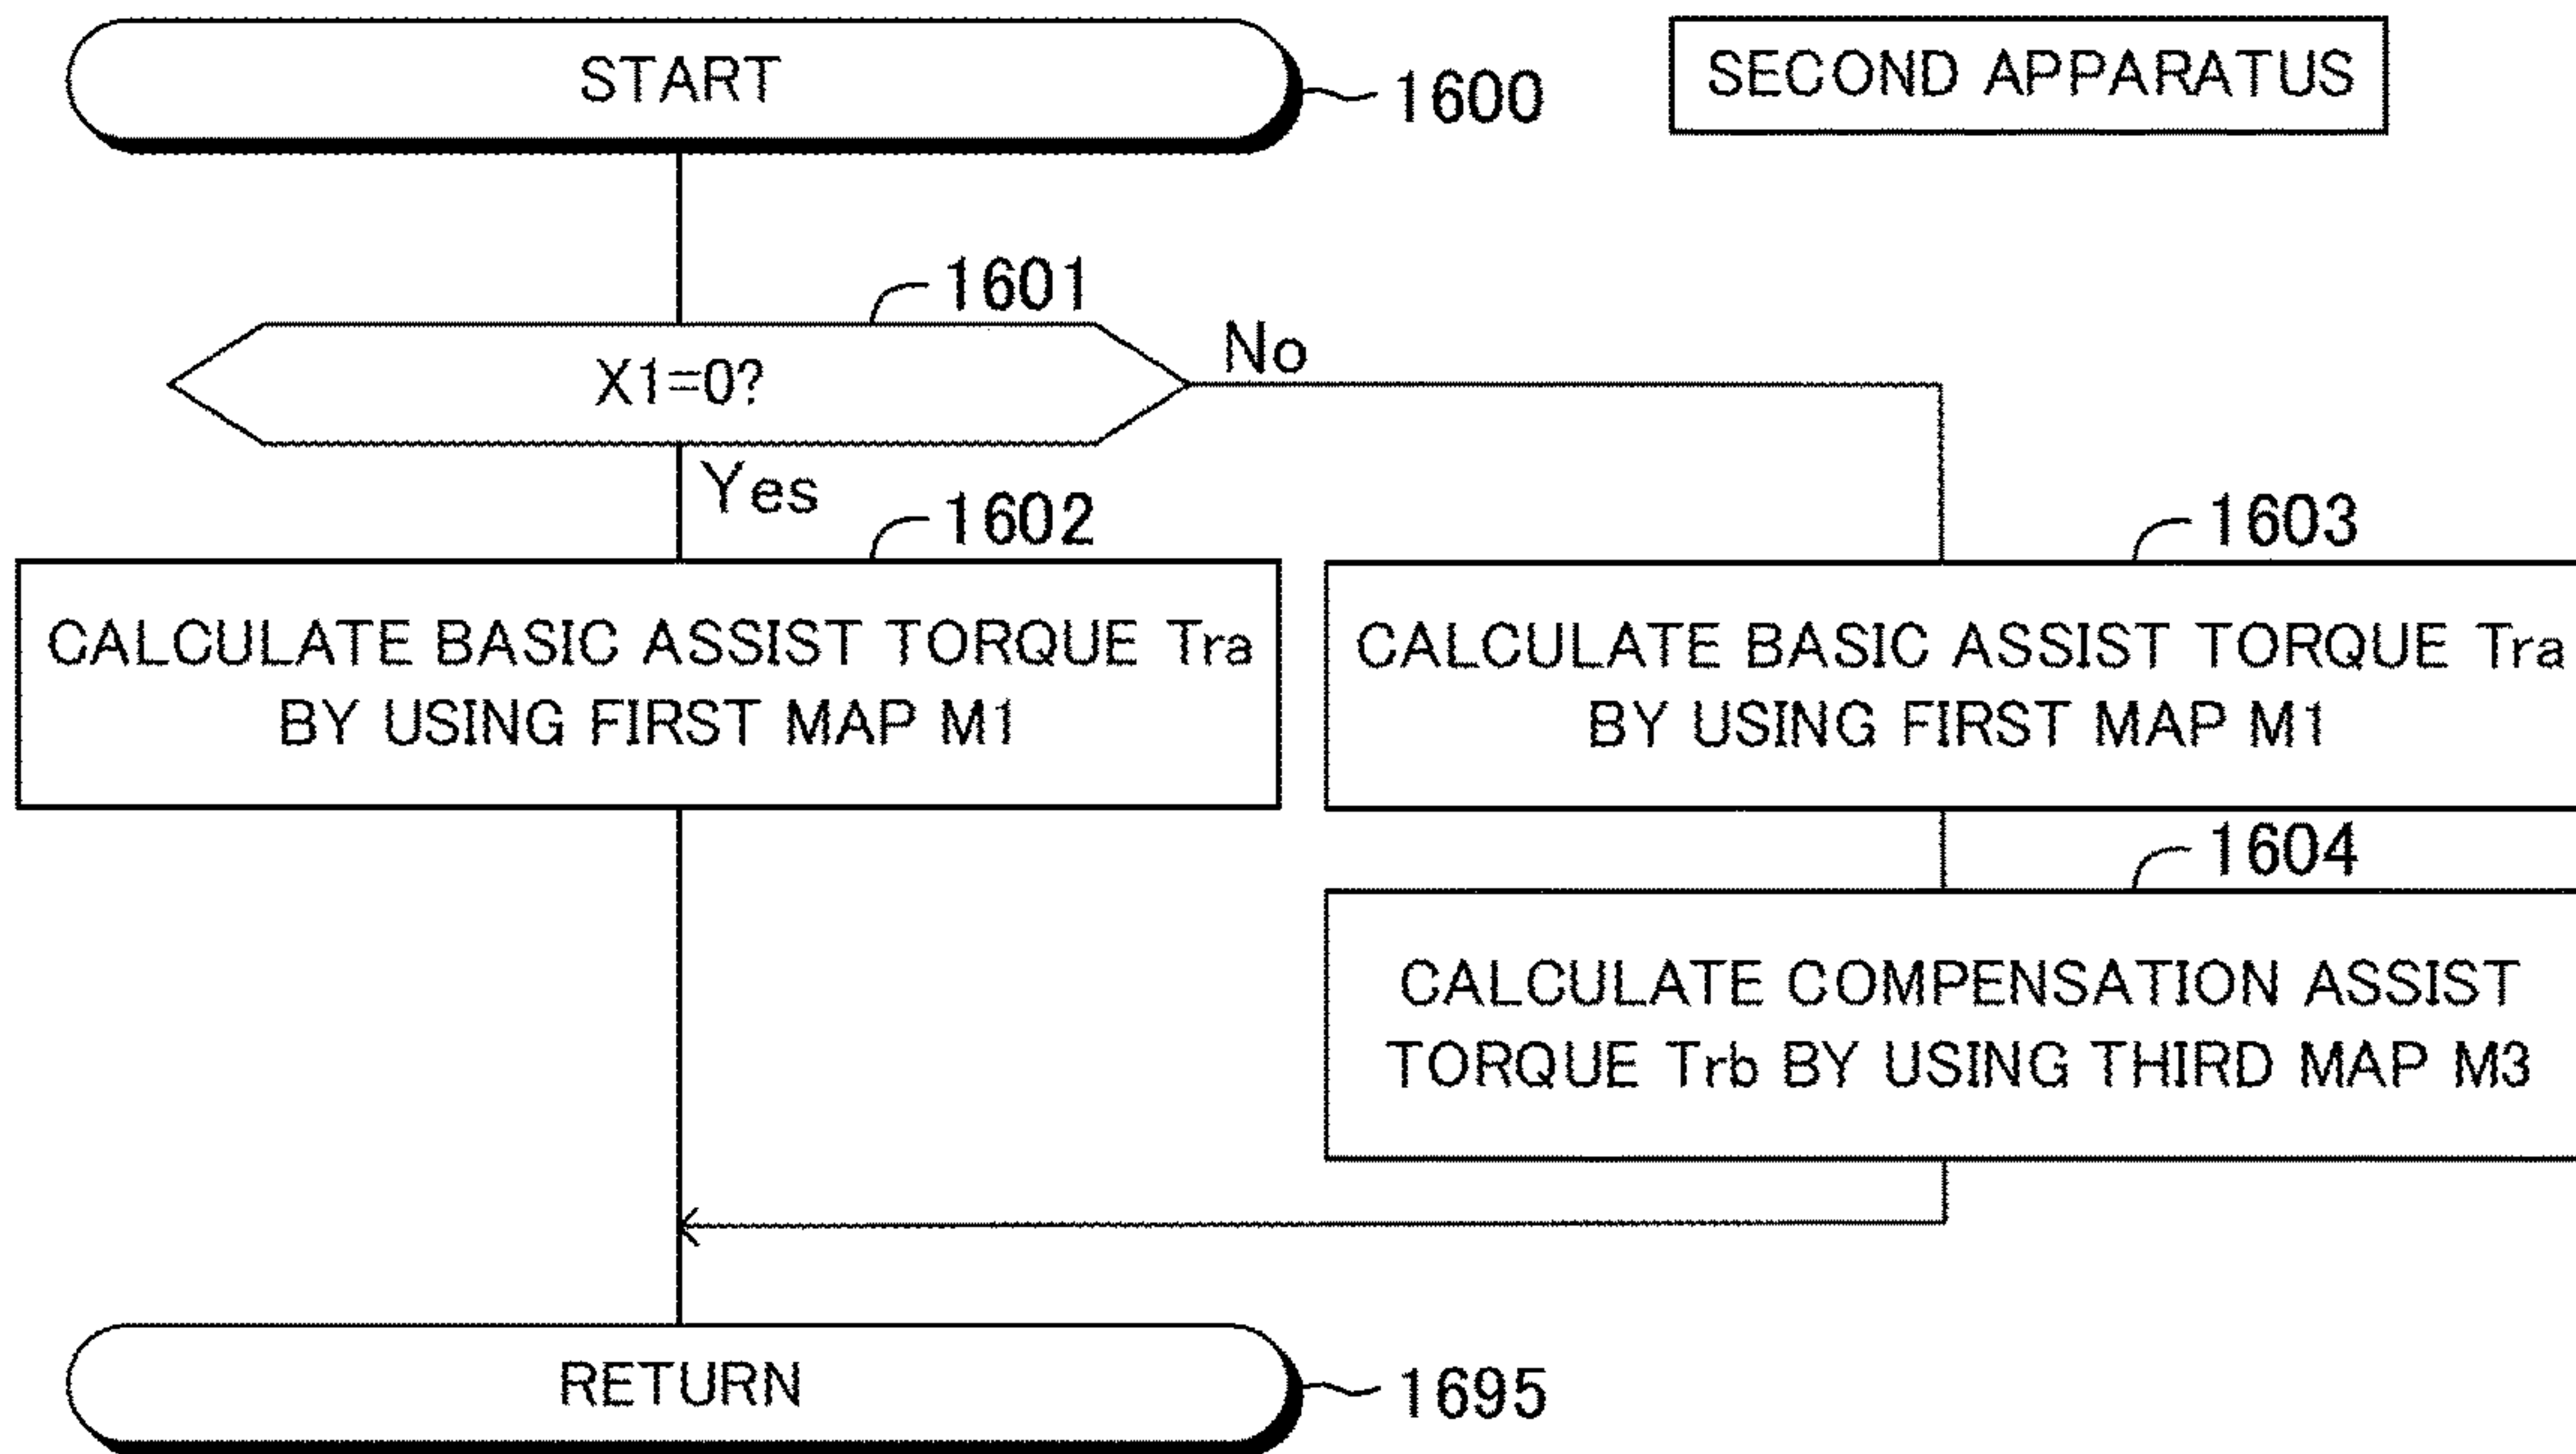 START
1600
SECOND APPARATUS
1601
X1=0?
No
Yes
1602
CALCULATE BASIC ASSIST TORQUE Tra
BY USING FIRST MAP M1
1603
CALCULATE BASIC ASSIST TORQUE Tra
BY USING FIRST MAP M1
1604
CALCULATE COMPENSATION ASSIST
TORQUE Trb BY USING THIRD MAP M3
RETURN
1695